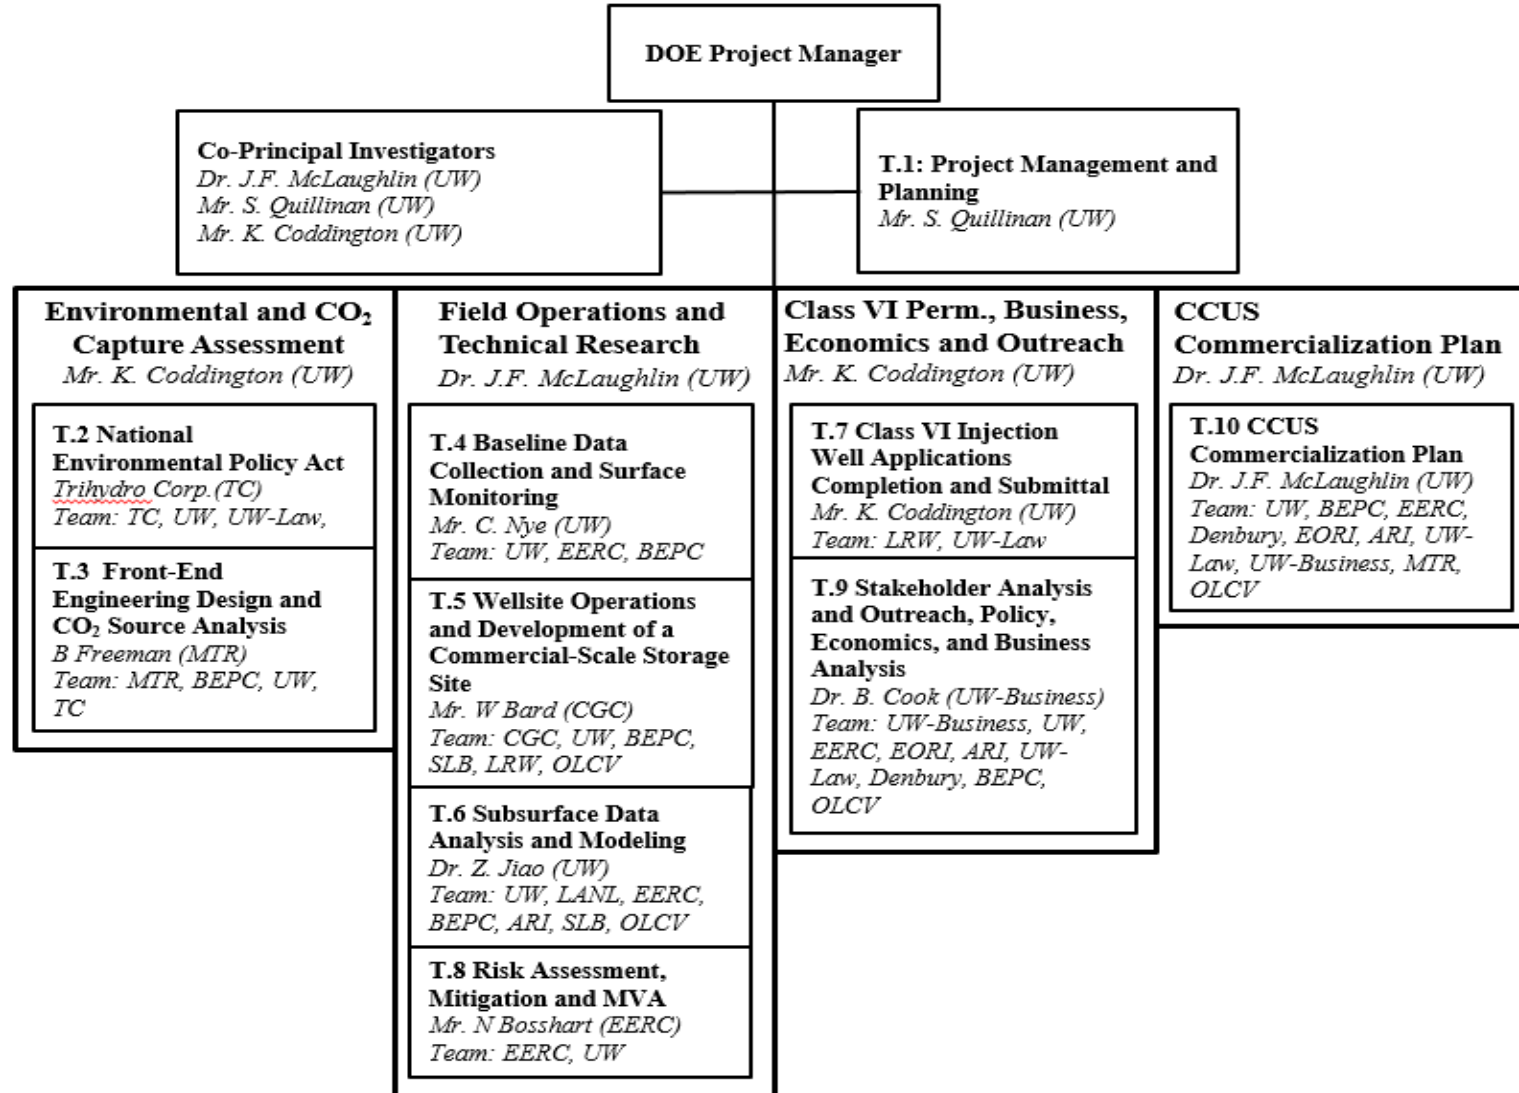 DOE Project Manager
Co-Principal Investigators
Dr. J.F. McLaughlin (UW)
Mr. S. Quillinan (UW)
Mr. K. Coddington (UW)
T.1: Project Management and
Planning
Mr. S. Quillinan (UW)
Environmental and CO₂
Capture Assessment
Mr. K. Coddington (UW)
T.2 National
Environmental Policy Act
Trihydro Corp.(TC)
Team: TC, UW, UW-Law,
T.3 Front-End
Engineering Design and
CO₂ Source Analysis
B Freeman (MTR)
Team: MTR, BEPC, UW,
TC
Field Operations and
Technical Research
Dr. J.F. McLaughlin (UW)
T.4 Baseline Data
Collection and Surface
Monitoring
Mr. C. Nye (UW)
Team: UW, EERC, BEPC
T.5 Wellsite Operations
and Development of a
Commercial-Scale Storage
Site
Mr. W Bard (CGC)
Team: CGC, UW, BEPC,
SLB, LRW, OLCV
T.6 Subsurface Data
Analysis and Modeling
Dr. Z. Jiao (UW)
Team: UW, LANL, EERC,
BEPC, ARI, SLB, OLCV
T.8 Risk Assessment,
Mitigation and MVA
Mr. N Bosshart (EERC)
Team: EERC, UW
Class VI Perm., Business,
Economics and Outreach
Mr. K. Coddington (UW)
T.7 Class VI Injection
Well Applications
Completion and Submittal
Mr. K. Coddington (UW)
Team: LRW, UW-Law
T.9 Stakeholder Analysis
and Outreach, Policy,
Economics, and Business
Analysis
Dr. B. Cook (UW-Business)
Team: UW-Business, UW,
EERC, EORI, ARI, UW-
Law, Denbury, BEPC,
OLCV
CCUS
Commercialization Plan
Dr. J.F. McLaughlin (UW)
T.10 CCUS
Commercialization Plan
Dr. J.F. McLaughlin (UW)
Team: UW, BEPC, EERC,
Denbury, EORI, ARI, UW-
Law, UW-Business, MTR,
OLCV